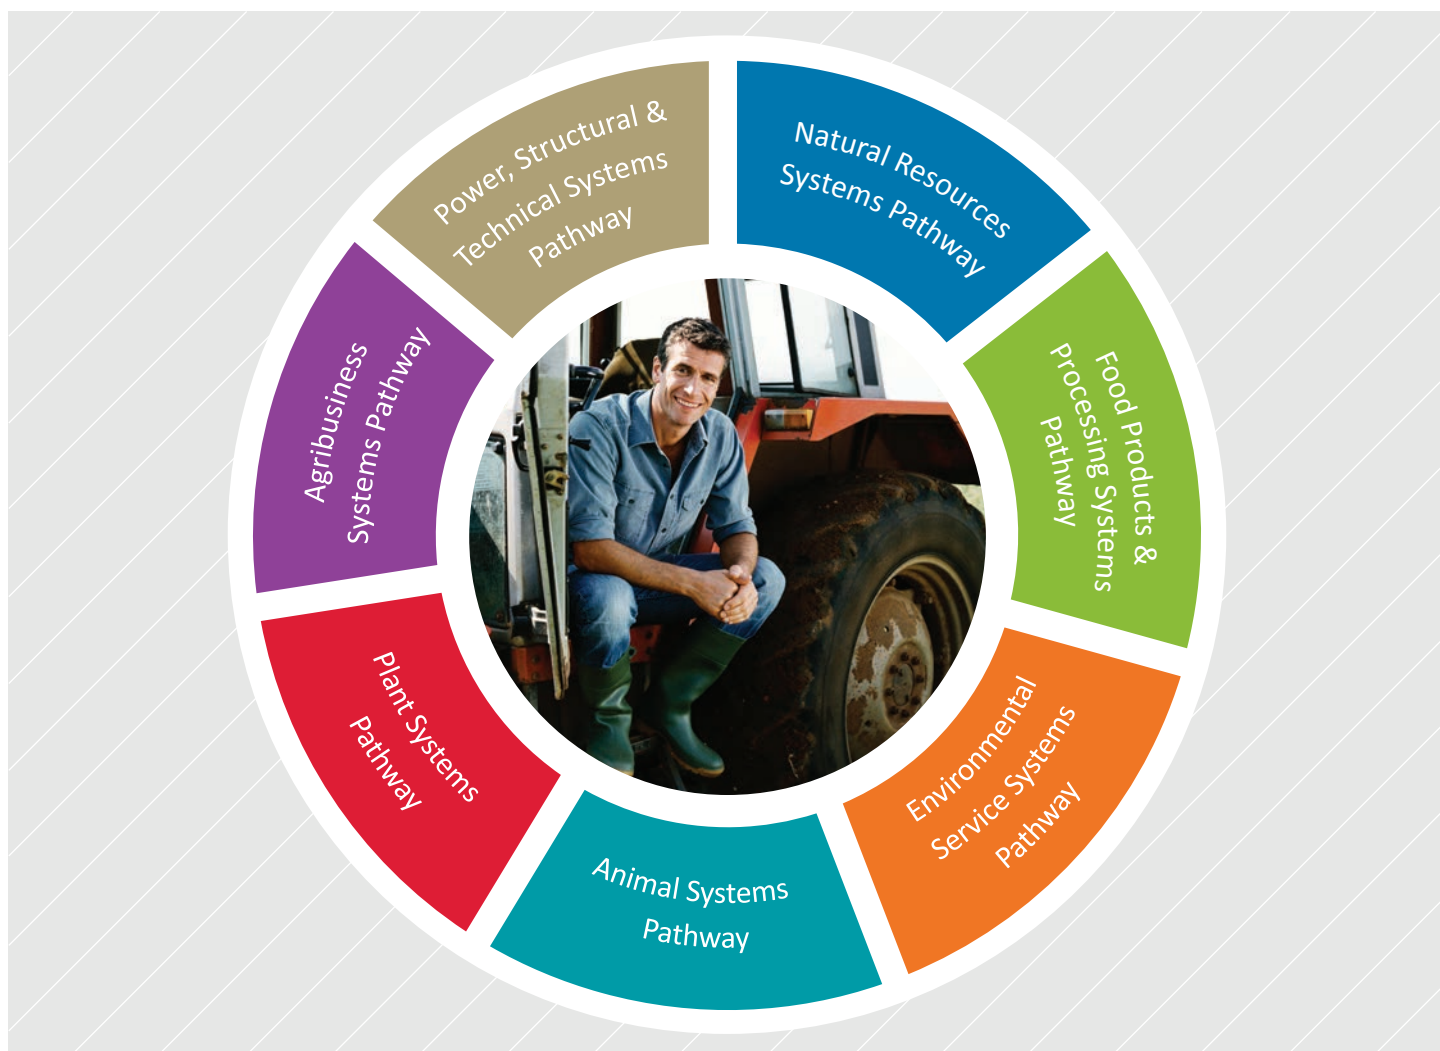 Natural Resources
Systems Pathway
Food Products &
Processing Systems
Pathway
Environmental
Service Systems
Pathway
Animal Systems
Pathway
Plant Systems
Pathway
Agribusiness
Systems Pathway
Power, Structural &
Technical Systems
Pathway